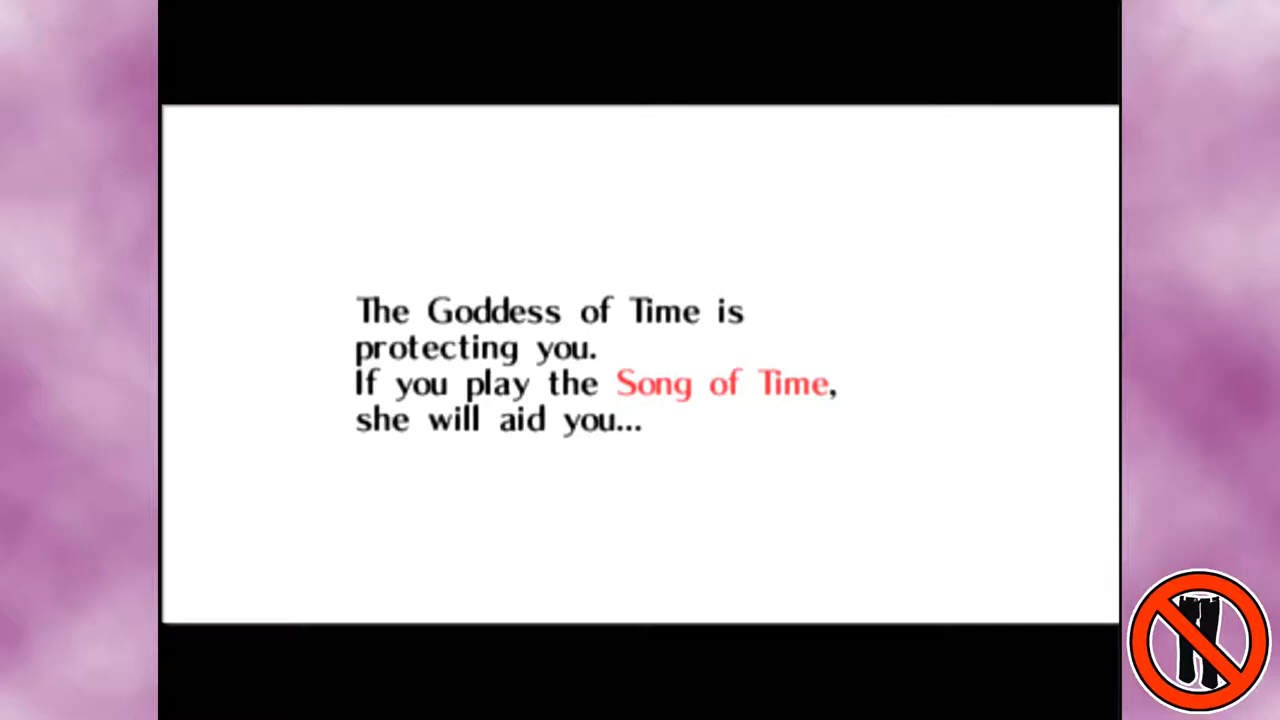 The Goddess of Time is
protecting you.
If you play the Song of Time,
she will aid you...